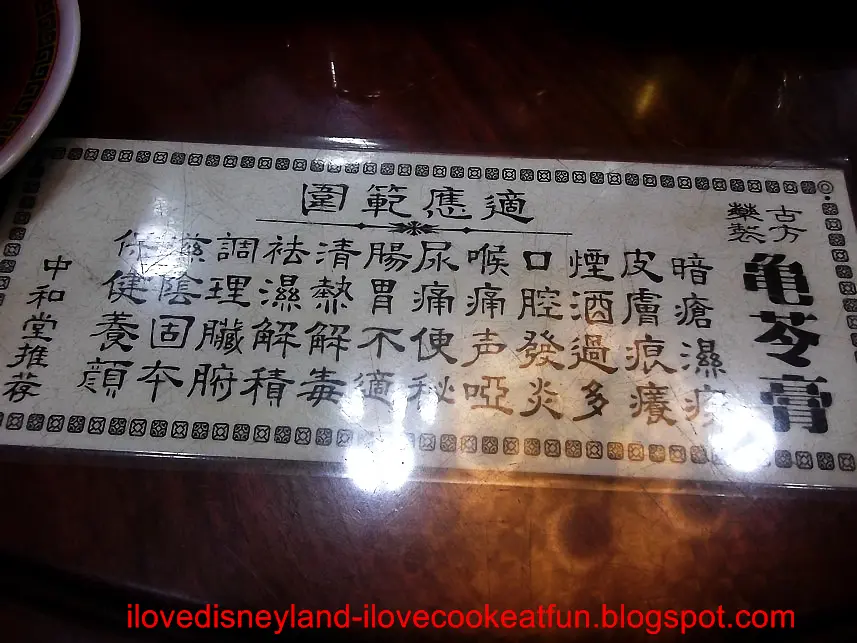 古方
藥製
亀苓膏
適應範圍
暗瘡濕
皮膚痕癢
煙酒過多
口腔發炎
喉痛声啞
尿痛便秘
腸胃不適
清熱解毒
祛濕解積
調理臟腑
滋陰固本
保健養顏
中和堂推荐
ilovedisneyland-ilovecookeatfun.blogspot.com